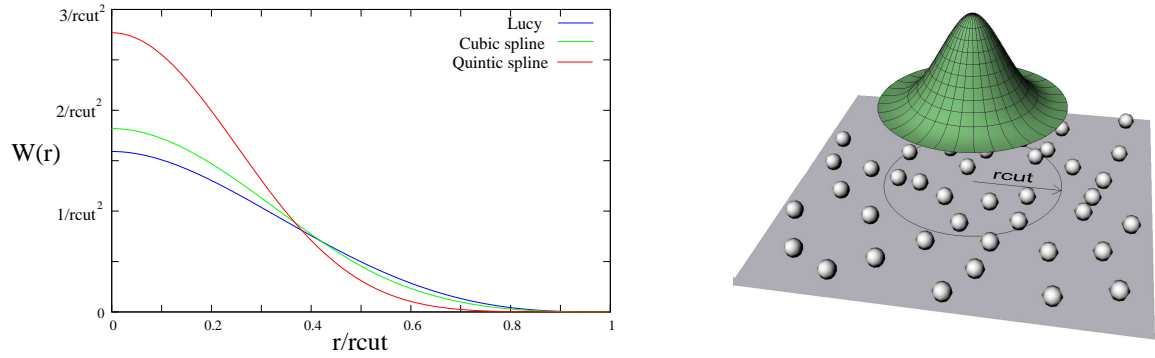 3/rcut²
2/rcut²
1/rcut²
0
W(r)
0
0.2
0.4
0.6
0.8
1
r/rcut
Lucy
Cubic spline
Quintic spline
rcut